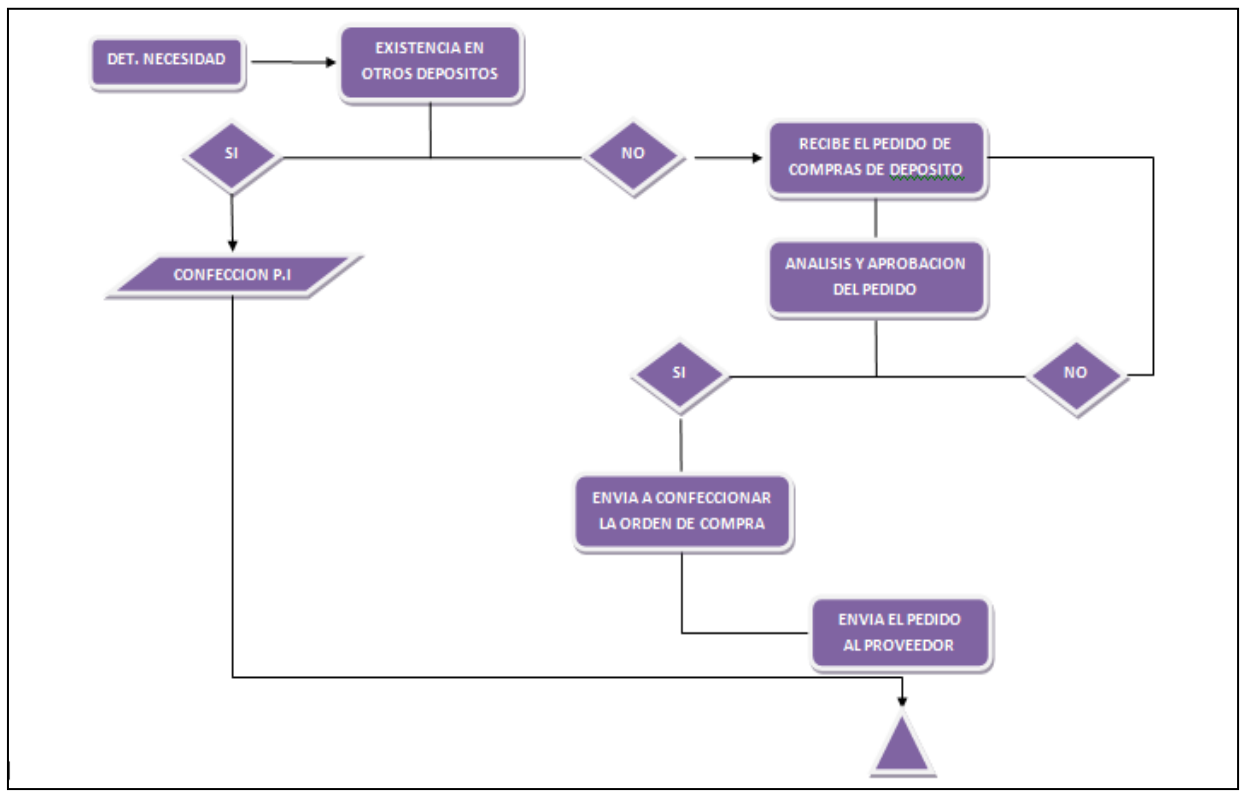 DET. NECESIDAD
EXISTENCIA EN
OTROS DEPOSITOS
SI
NO
RECIBE EL PEDIDO DE
COMPRAS DE DEPOSITO
CONFECCION P.I
ANALISIS Y APROBACION
DEL PEDIDO
SI
NO
ENVIA A CONFECCIONAR
LA ORDEN DE COMPRA
ENVIA EL PEDIDO
AL PROVEEDOR